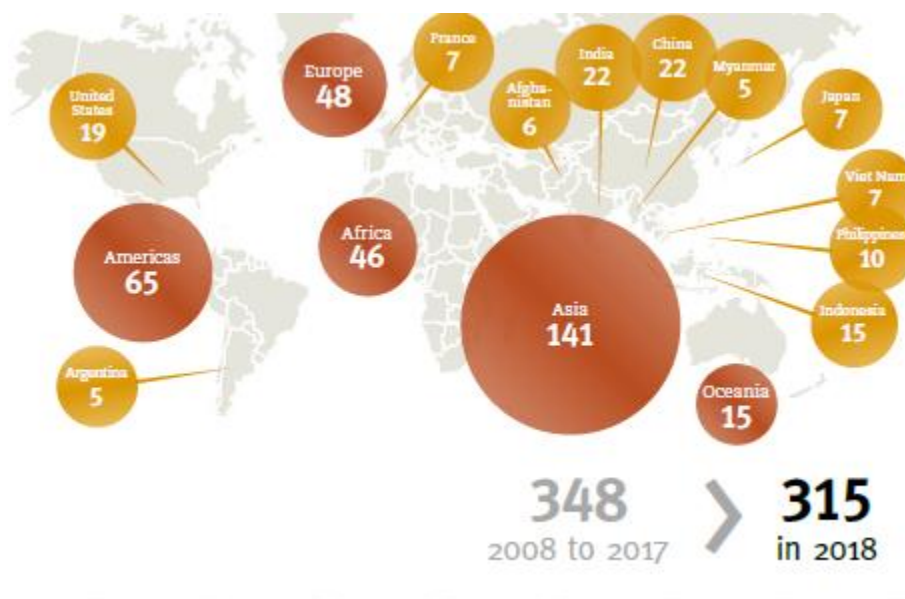 France
7
Europe
48
India
22
China
22
Myanmar
5
Afgha-
nistan
6
United
States
19
Japan
7
Viet Nam
7
Philippines
10
Africa
46
Americas
65
Asia
141
Indonesia
15
Argentina
5
Oceania
15
348
2008 to 2017
315
in 2018